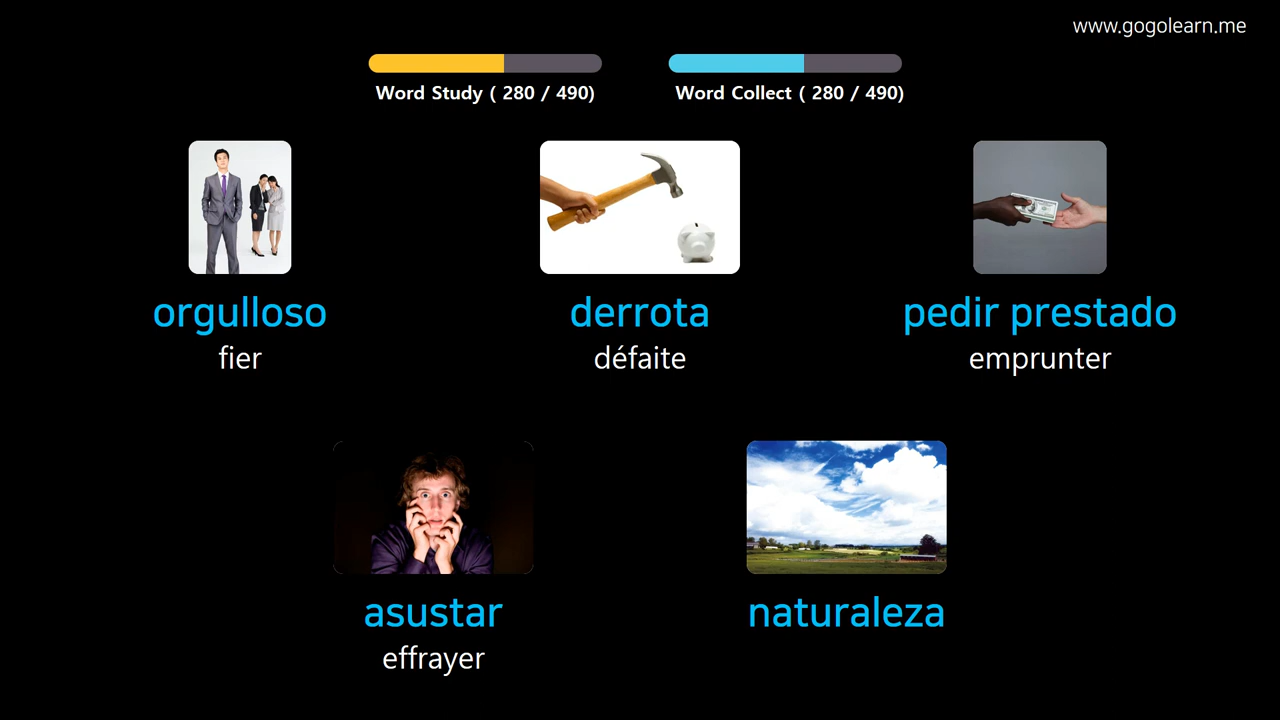 www.gogolearn.me
Word Study ( 280 / 490)
Word Collect ( 280 / 490)
orgulloso
fier
derrota
défaite
pedir prestado
emprunter
asustar
effrayer
naturaleza